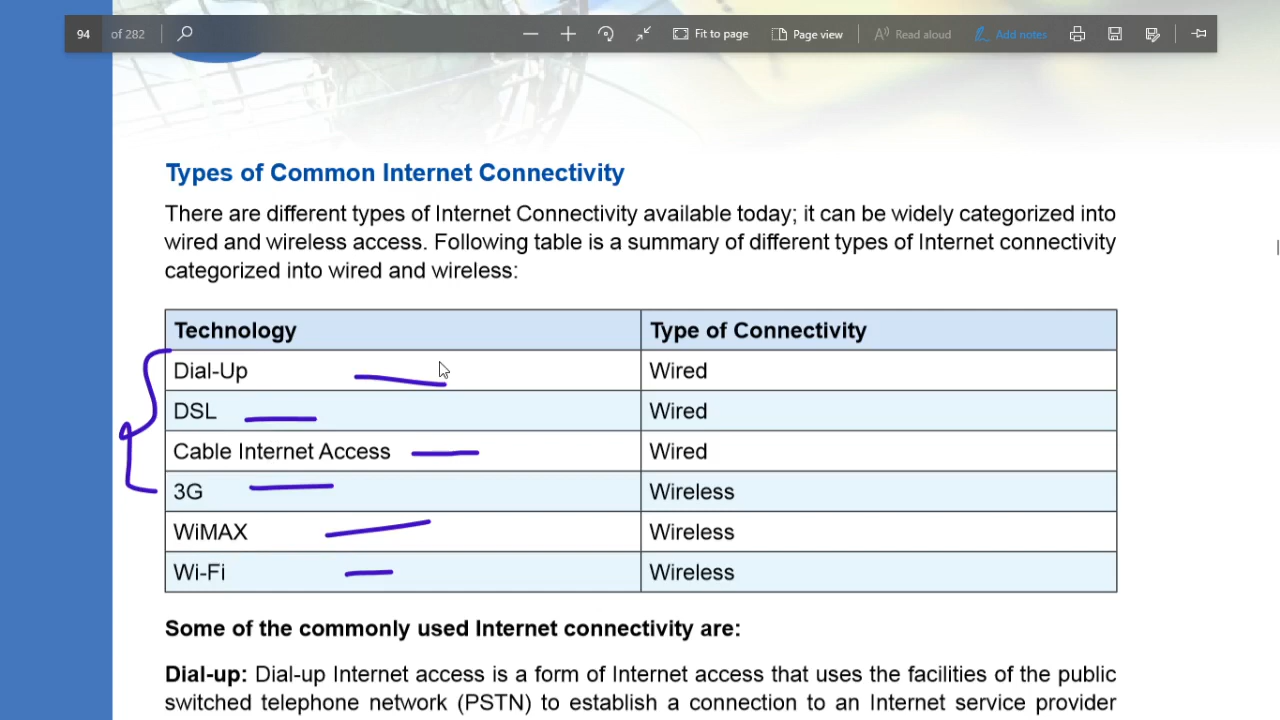 94 of 282 Fit to page Page view Read aloud Add notes
Types of Common Internet Connectivity
There are different types of Internet Connectivity available today; it can be widely categorized into
wired and wireless access. Following table is a summary of different types of Internet connectivity
categorized into wired and wireless:
Technology Type of Connectivity
Dial-Up Wired
DSL Wired
Cable Internet Access Wired
3G Wireless
WiMAX Wireless
Wi-Fi Wireless
Some of the commonly used Internet connectivity are:
Dial-up: Dial-up Internet access is a form of Internet access that uses the facilities of the public
switched telephone network (PSTN) to establish a connection to an Internet service provider